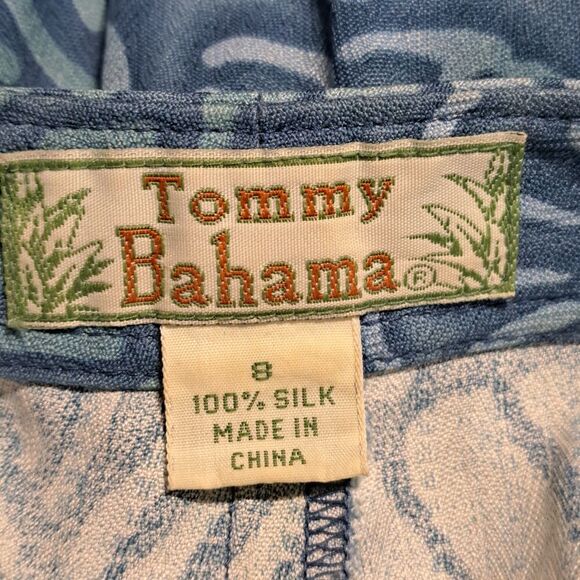 Tommy
Bahama®
8
100% SILK
MADE IN
CHINA